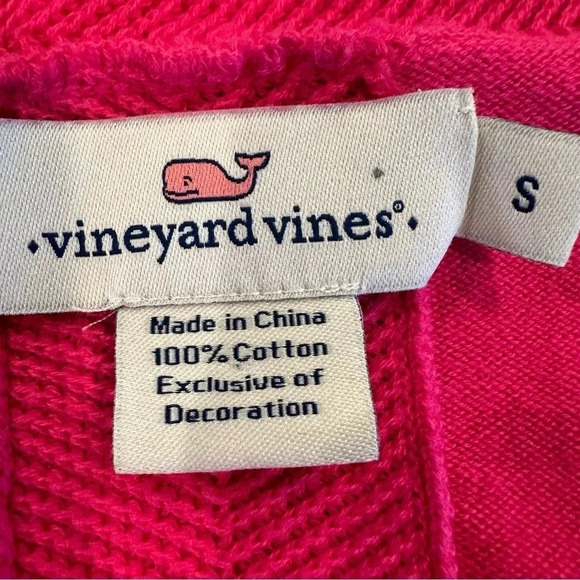 ·vineyard vines®·
S
Made in China
100% Cotton
Exclusive of
Decoration